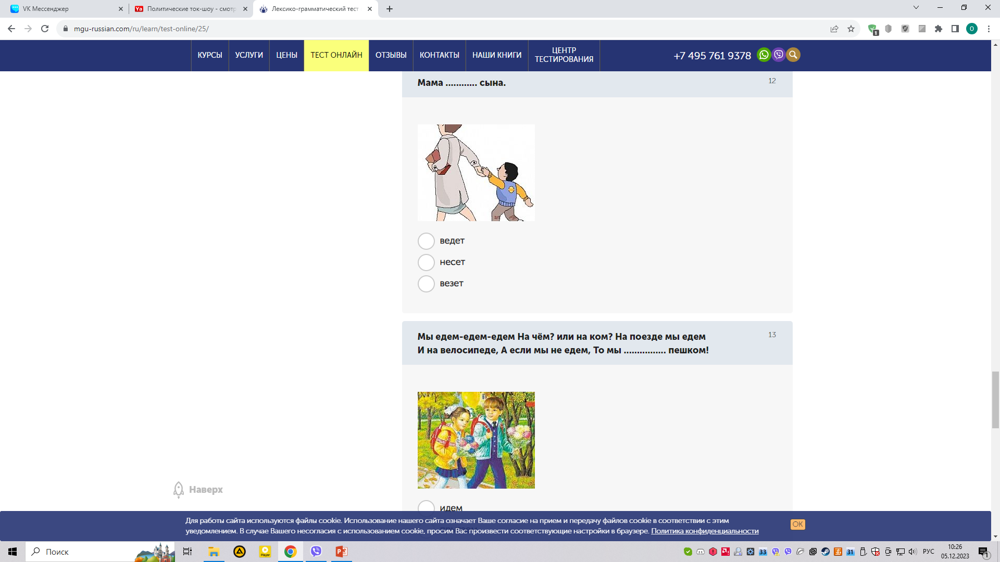 VK Мессенджер
Политические ток-шоу - смотр
Лексико-грамматический тест
mgu-russian.com/ru/learn/test-online/25/
1
O
КУРСЫ
УСЛУГИ
ЦЕНЫ
ТЕСТ ОНЛАЙН
ОТЗЫВЫ
КОНТАКТЫ
НАШИ КНИГИ
ЦЕНТР
ТЕСТИРОВАНИЯ
+7 495 761 9378
Мама ............ сына.
12
ведет
несет
везет
Мы едем-едем-едем На чём? или на ком? На поезде мы едем
И на велосипеде, А если мы не едем, То мы ................ пешком!
13
идем
Наверх
Для работы сайта используются файлы cookie. Использование нашего сайта означает Ваше согласие на прием и передачу файлов cookie в соответствии с этим
уведомлением. В случае Вашего несогласия с использованием cookie, просим Вас произвести соответствующие настройки в браузере. Политика конфиденциальности
OK
Поиск
Player
33
31
РУС
10:26
05.12.2023
1